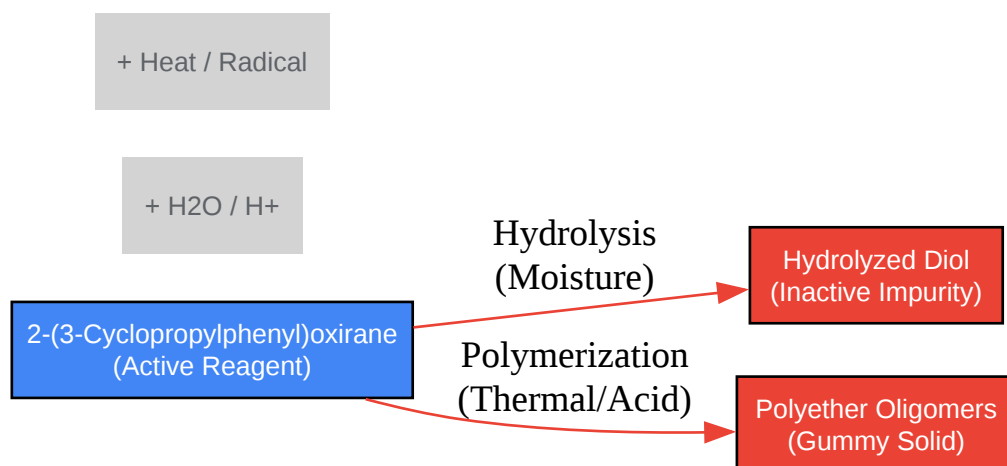 + Heat / Radical
+ H2O / H+
Hydrolysis
(Moisture)
Hydrolyzed Diol
(Inactive Impurity)
2-(3-Cyclopropylphenyl)oxirane
(Active Reagent)
Polymerization
(Thermal/Acid)
Polyether Oligomers
(Gummy Solid)